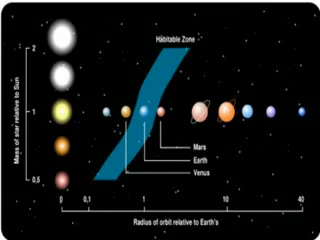 Habitable Zone
Mass of star relative to Sun
2
1
0,5
Mars
Earth
Venus
0 0,1 1 10 40
Radius of orbit relative to Earth's